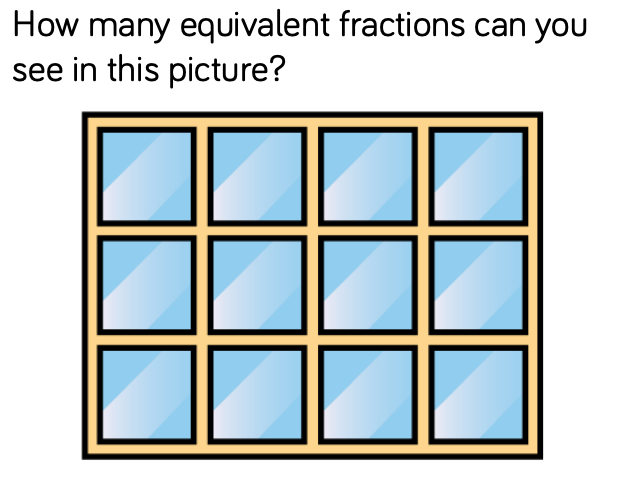 How many equivalent fractions can you
see in this picture?